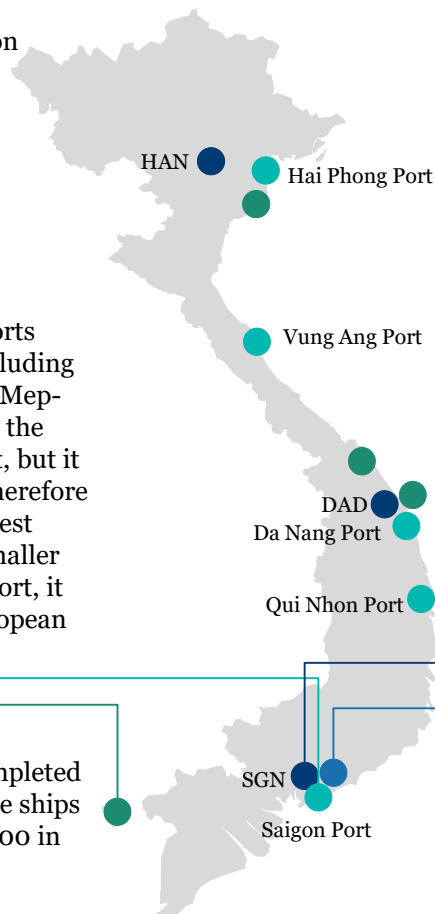 on
HAN
Hai Phong Port
orts
Vung Ang Port
luding
Mep-
the
t, but it
herefore
est
DAD
maller
Da Nang Port
ort, it
Qui Nhon Port
opean
mpleted
SGN
e ships
Saigon Port
00 in